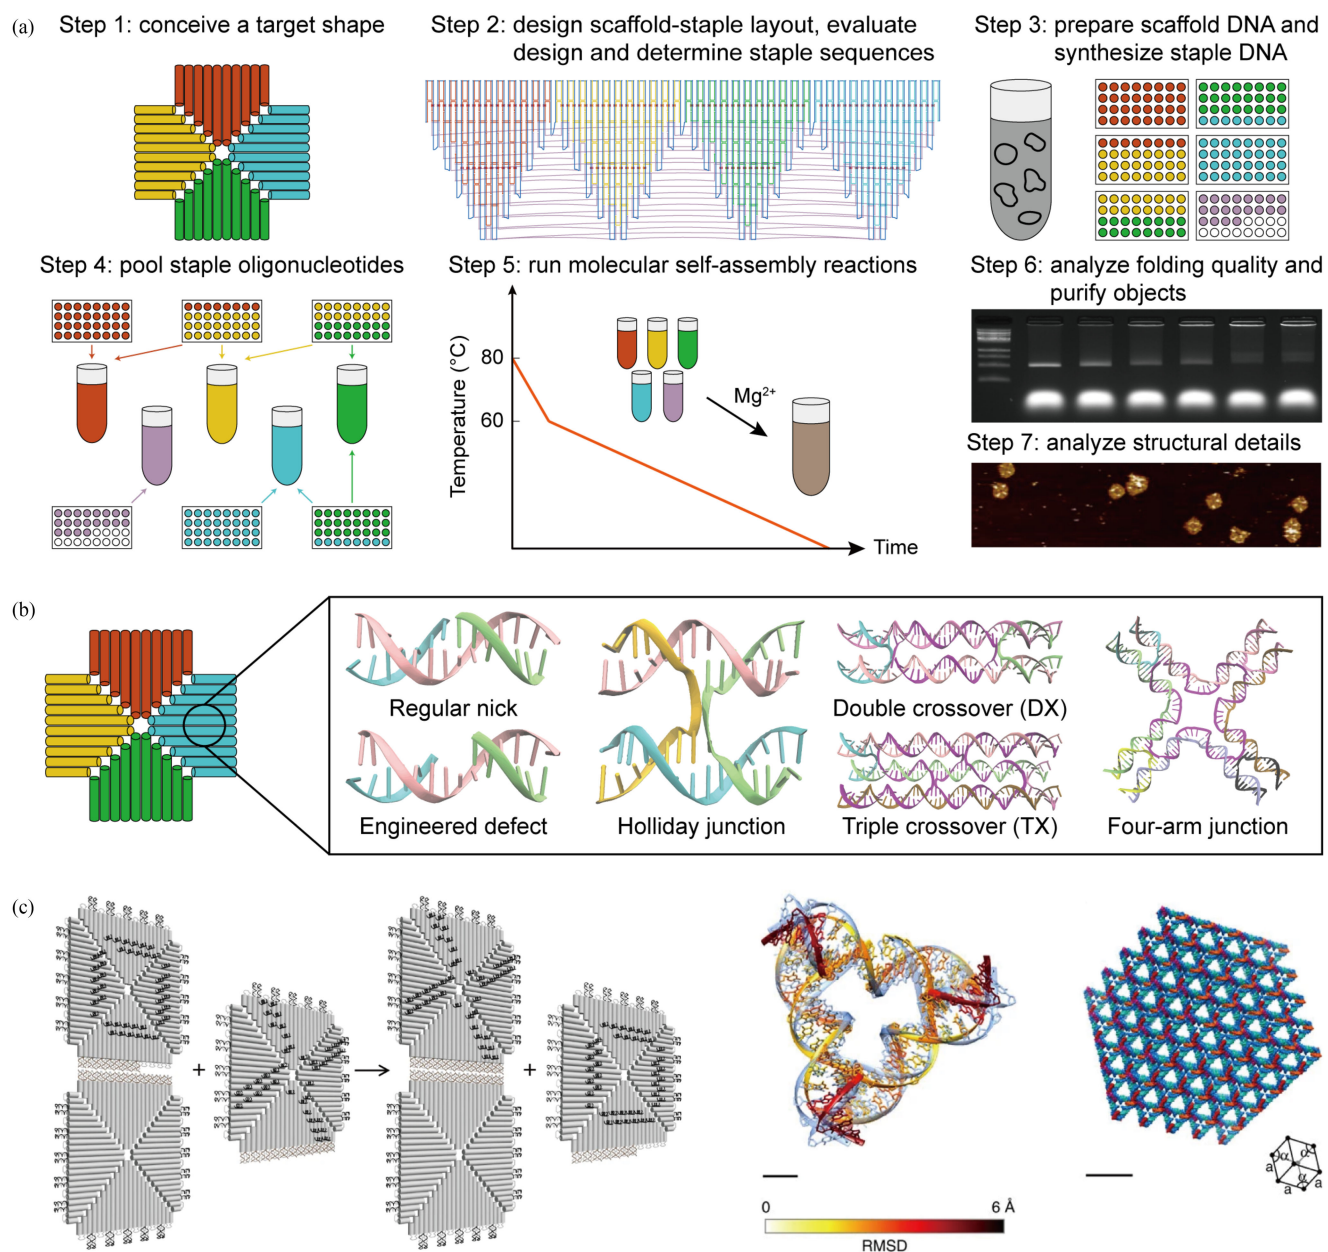 (a)
Step 1: conceive a target shape
Step 2: design scaffold-staple layout, evaluate
design and determine staple sequences
Step 3: prepare scaffold DNA and
synthesize staple DNA
Step 4: pool staple oligonucleotides
Step 5: run molecular self-assembly reactions
Temperature (°C)
80
60
Mg²⁺
Time
Step 6: analyze folding quality and
purify objects
Step 7: analyze structural details
(b)
Regular nick
Engineered defect
Holliday junction
Double crossover (DX)
Triple crossover (TX)
Four-arm junction
(c)
+
+
0
6 Å
RMSD
α
α
α
a
a
a